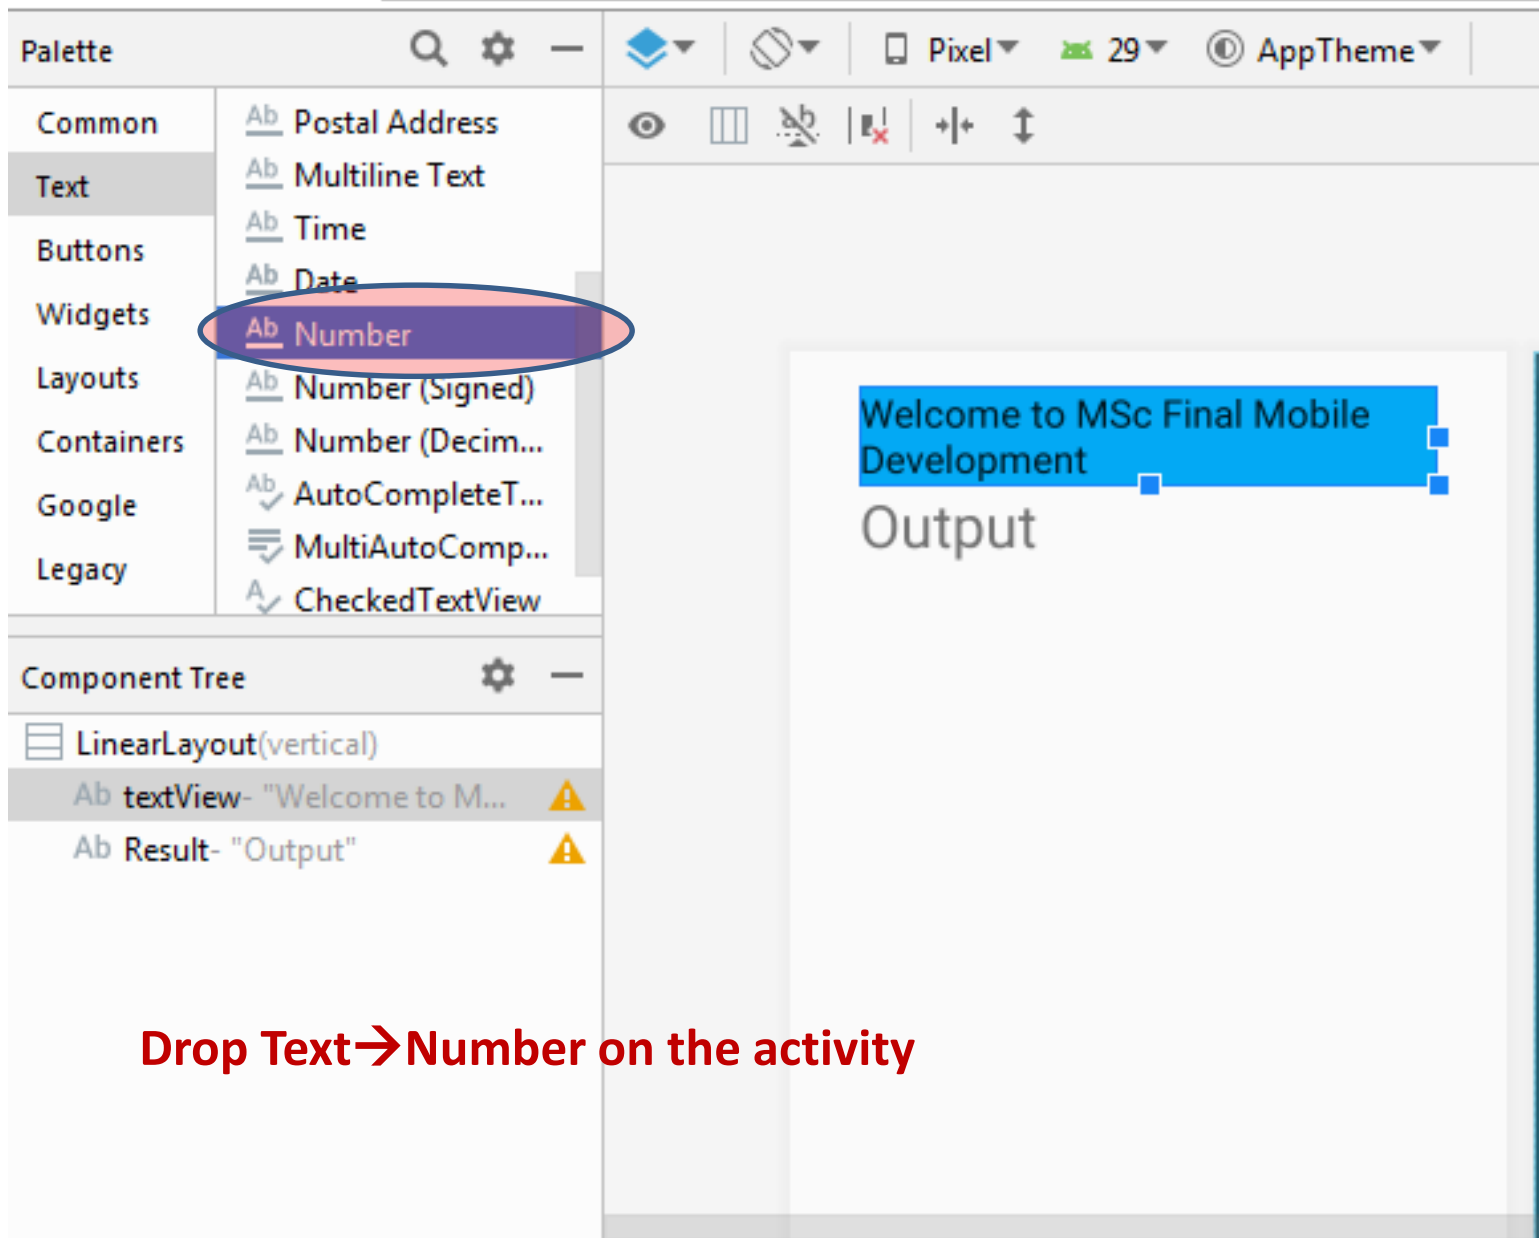 Palette
Pixel 29 AppTheme
Common
Text
Buttons
Widgets
Layouts
Containers
Google
Legacy
Ab Postal Address
Ab Multiline Text
Ab Time
Ab Date
Ab Number
Ab Number (Signed)
Ab Number (Decim...
Ab AutoCompleteT...
MultiAutoComp...
A CheckedTextView
Component Tree
LinearLayout(vertical)
Ab textView- "Welcome to M...
Ab Result- "Output"
Welcome to MSc Final Mobile
Development
Output
Drop Text→Number on the activity